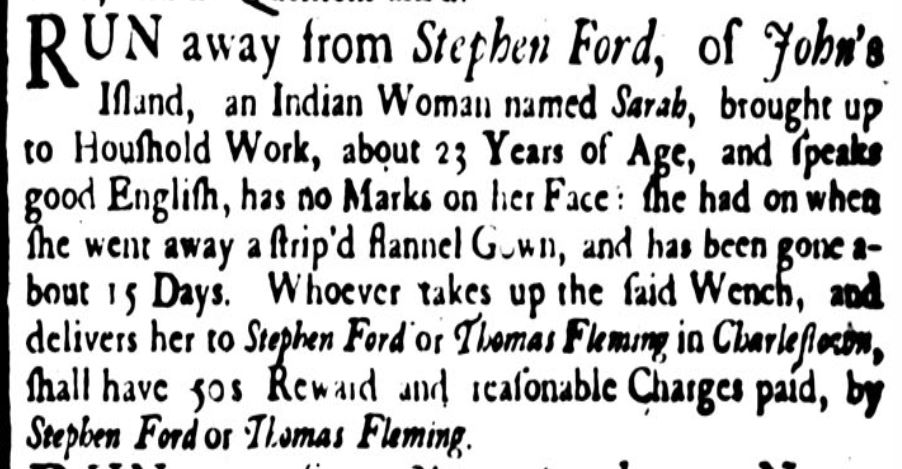 RUN away from Stephen Ford, of John's
Iſland, an Indian Woman named Sarah, brought up
to Houſhold Work, about 23 Years of Age, and ſpeaks
good Engliſh, has no Marks on her Face: ſhe had on when
ſhe went away a ſtrip'd flannel Gown, and has been gone a-
bout 15 Days. Whoever takes up the ſaid Wench, and
delivers her to Stephen Ford or Thomas Fleming in Charleſtown,
ſhall have 50s Reward and reaſonable Charges paid, by
Stephen Ford or Thomas Fleming.